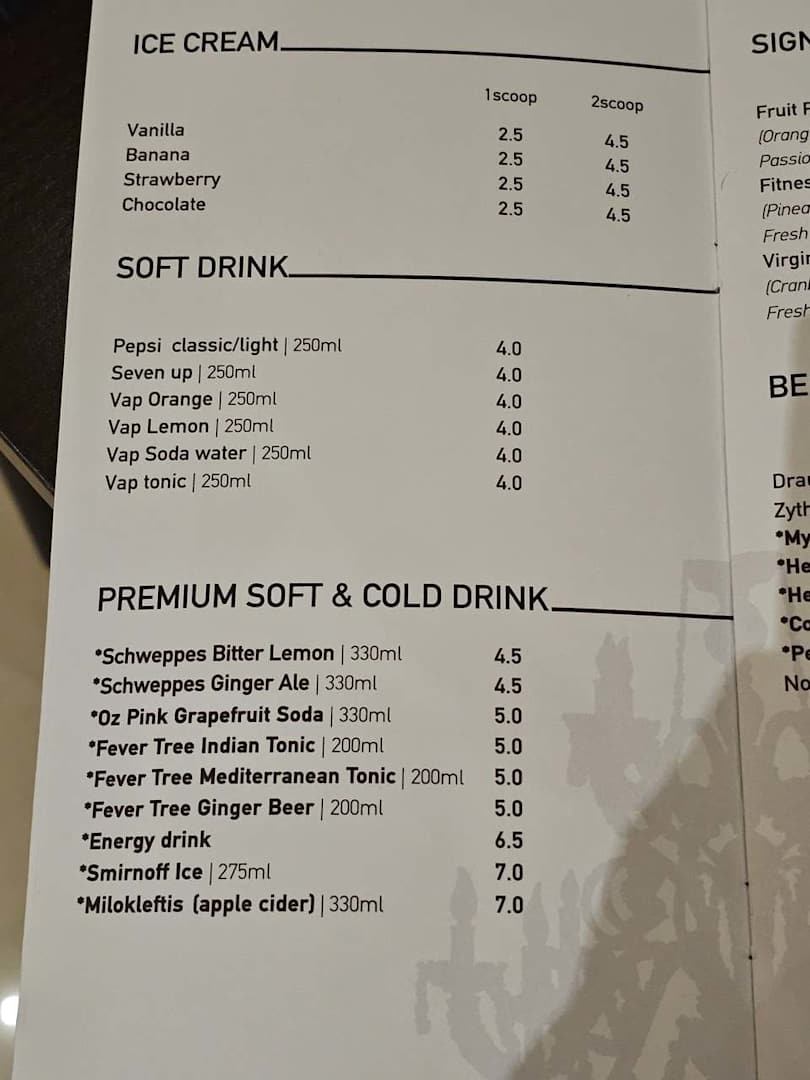 ICE CREAM
1scoop 2scoop
Vanilla 2.5 4.5
Banana 2.5 4.5
Strawberry 2.5 4.5
Chocolate 2.5 4.5
SOFT DRINK
Pepsi classic/light | 250ml 4.0
Seven up | 250ml 4.0
Vap Orange | 250ml 4.0
Vap Lemon | 250ml 4.0
Vap Soda water | 250ml 4.0
Vap tonic | 250ml 4.0
PREMIUM SOFT & COLD DRINK
*Schweppes Bitter Lemon | 330ml 4.5
*Schweppes Ginger Ale | 330ml 4.5
*Oz Pink Grapefruit Soda | 330ml 5.0
*Fever Tree Indian Tonic | 200ml 5.0
*Fever Tree Mediterranean Tonic | 200ml 5.0
*Fever Tree Ginger Beer | 200ml 5.0
*Energy drink 6.5
*Smirnoff Ice | 275ml 7.0
*Milokleftis (apple cider) | 330ml 7.0
Fruit
Fresh
Fresh